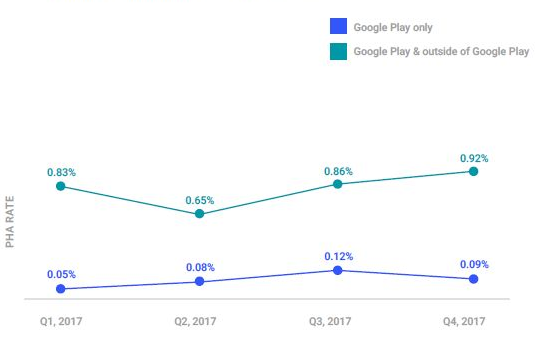 Google Play only
Google Play & outside of Google Play
PHA RATE
0.83%
0.65%
0.86%
0.92%
0.05%
0.08%
0.12%
0.09%
Q1, 2017
Q2, 2017
Q3, 2017
Q4, 2017